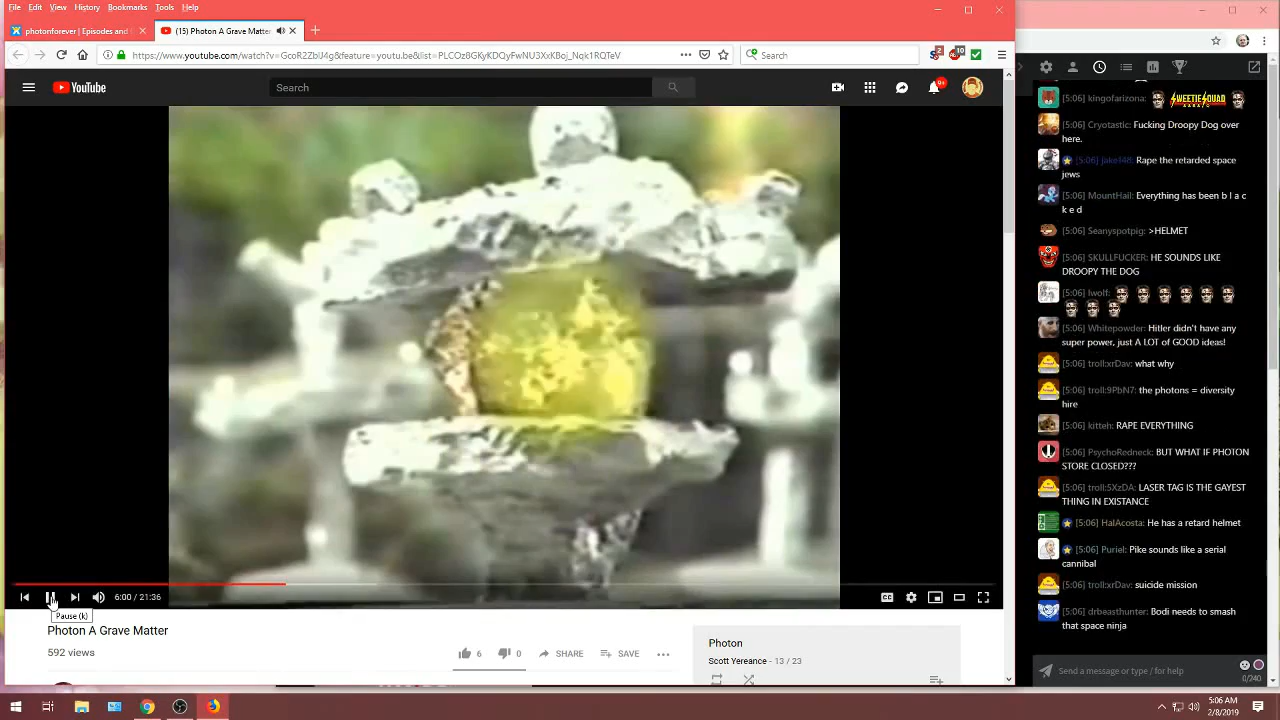 File Edit View History Bookmarks Tools Help
photonforever | Episodes and
(15) Photon A Grave Matter
https://www.youtube.com/watch?v=GcoR2ZblJ4g&feature=youtu.be&list=PLCOz8GKyKDQyFwNU3XxKBoj_Nqk1RQTeV
Search
2
10
YouTube
Search
9+
6:00 / 21:36
Pause (k)
CC
Photon A Grave Matter
592 views
6
0
SHARE
SAVE
Photon
Scott Yereance - 13 / 23
[5:06] kingofarizona:
SWEETIE SQUAD
[5:06] Cryotastic: Fucking Droopy Dog over
here.
[5:06] jake148: Rape the retarded space
jews
[5:06] MountHail: Everything has been b l a c
k e d
[5:06] Seanyspotpig: >HELMET
[5:06] SKULLFUCKER: HE SOUNDS LIKE
DROOPY THE DOG
[5:06] lwolf:
[5:06] Whitepowder: Hitler didn't have any
super power, just A LOT of GOOD ideas!
[5:06] troll:xrDav: what why
[5:06] troll:9PbN7: the photons = diversity
hire
[5:06] kitteh: RAPE EVERYTHING
[5:06] PsychoRedneck: BUT WHAT IF PHOTON
STORE CLOSED???
[5:06] troll:5XzDA: LASER TAG IS THE GAYEST
THING IN EXISTANCE
[5:06] HalAcosta: He has a retard helmet
[5:06] Puriel: Pike sounds like a serial
cannibal
[5:06] troll:xrDav: suicide mission
[5:06] drbeasthunter: Bodi needs to smash
that space ninja
Send a message or type / for help
0/240
5:06 AM
2/8/2019